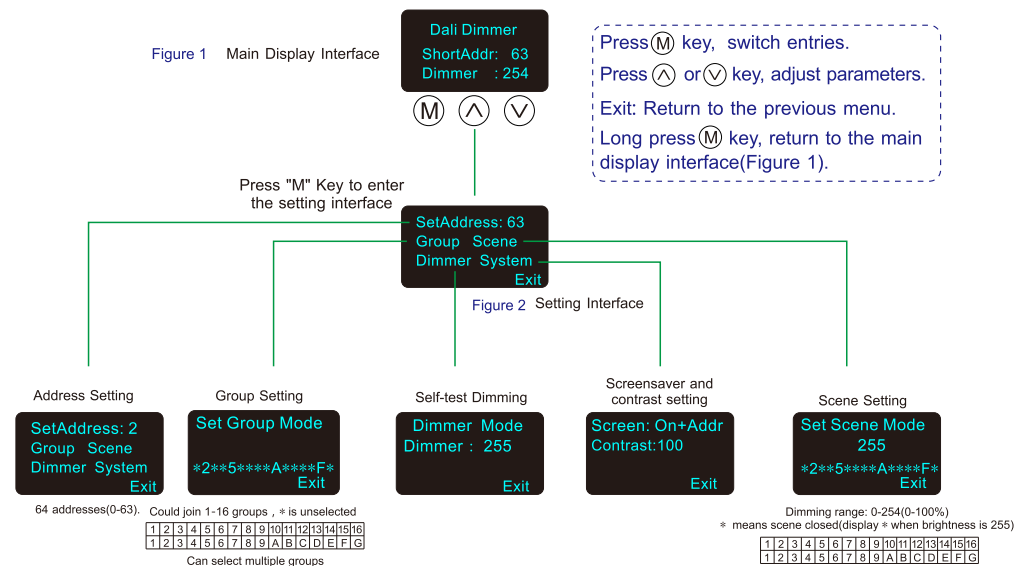 Dali Dimmer
ShortAddr: 63
Dimmer : 254
Figure 1 Main Display Interface
M
Press M key, switch entries.
Press ∧ or ∨ key, adjust parameters.
Exit: Return to the previous menu.
Long press M key, return to the main
display interface(Figure 1).
Press "M" Key to enter
the setting interface
SetAddress: 63
Group Scene
Dimmer System
Exit
Figure 2 Setting Interface
Address Setting
SetAddress: 2
Group Scene
Dimmer System
Exit
64 addresses(0-63).
Group Setting
Set Group Mode
*2**5****A****F*
Exit
Could join 1-16 groups , * is unselected
1 2 3 4 5 6 7 8 9 10 11 12 13 14 15 16
1 2 3 4 5 6 7 8 9 A B C D E F G
Can select multiple groups
Self-test Dimming
Dimmer Mode
Dimmer : 255
Exit
Screensaver and
contrast setting
Screen: On+Addr
Contrast:100
Exit
Scene Setting
Set Scene Mode
255
*2**5****A****F*
Exit
Dimming range: 0-254(0-100%)
* means scene closed(display * when brightness is 255)
1 2 3 4 5 6 7 8 9 10 11 12 13 14 15 16
1 2 3 4 5 6 7 8 9 A B C D E F G